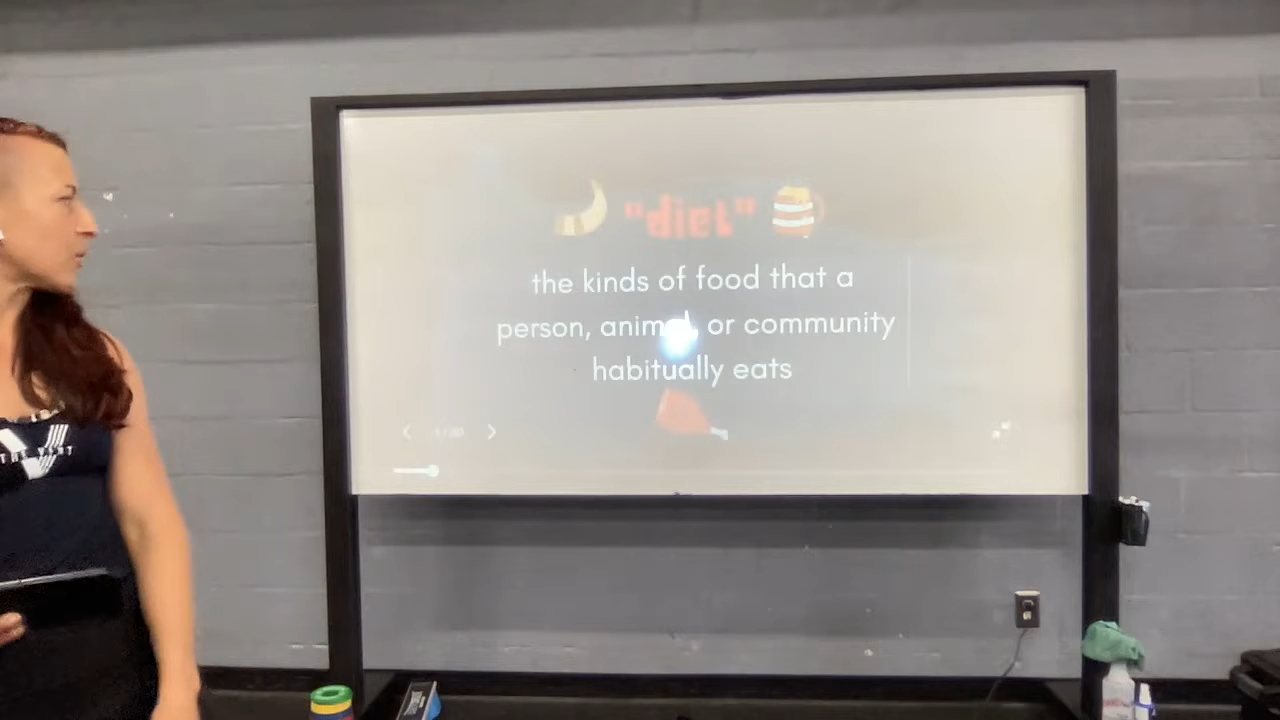 "diet"
the kinds of food that a
person, animal, or community
habitually eats